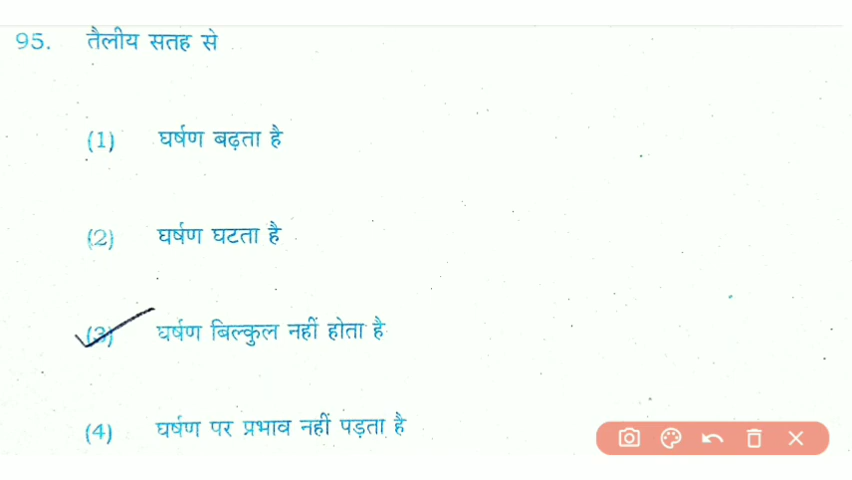 95. तैलीय सतह से
(1) घर्षण बढ़ता है
(2) घर्षण घटता है
(3) घर्षण बिल्कुल नहीं होता है
(4) घर्षण पर प्रभाव नहीं पड़ता है